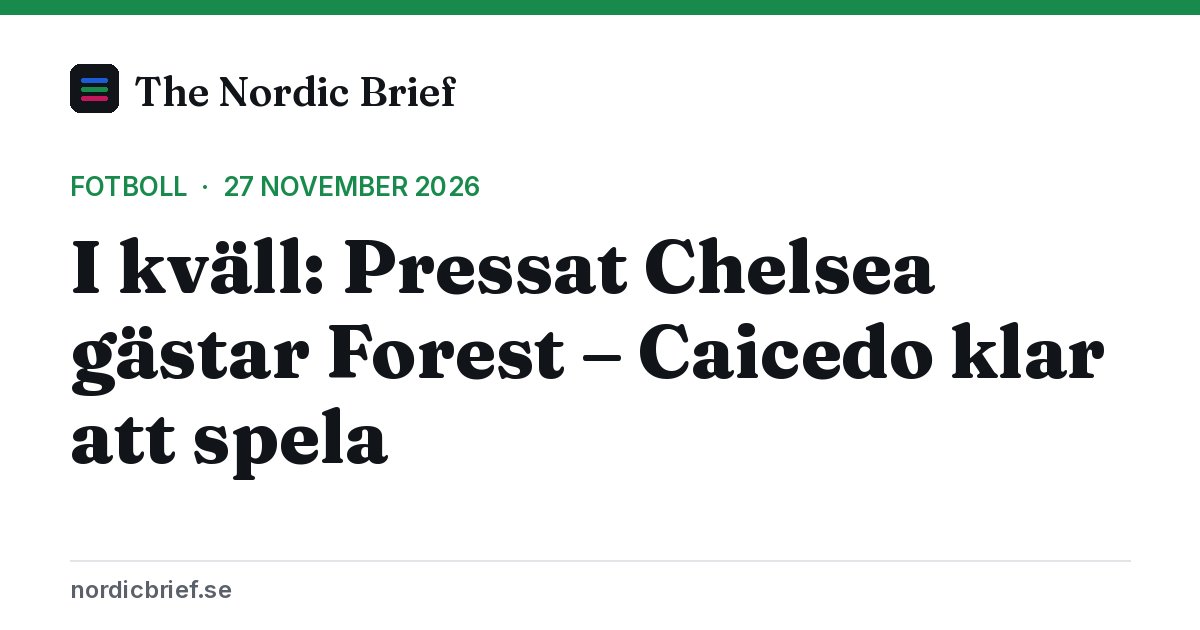 The Nordic Brief
FOTBOLL · 27 NOVEMBER 2026
I kväll: Pressat Chelsea
gästar Forest – Caicedo klar
att spela
nordicbrief.se